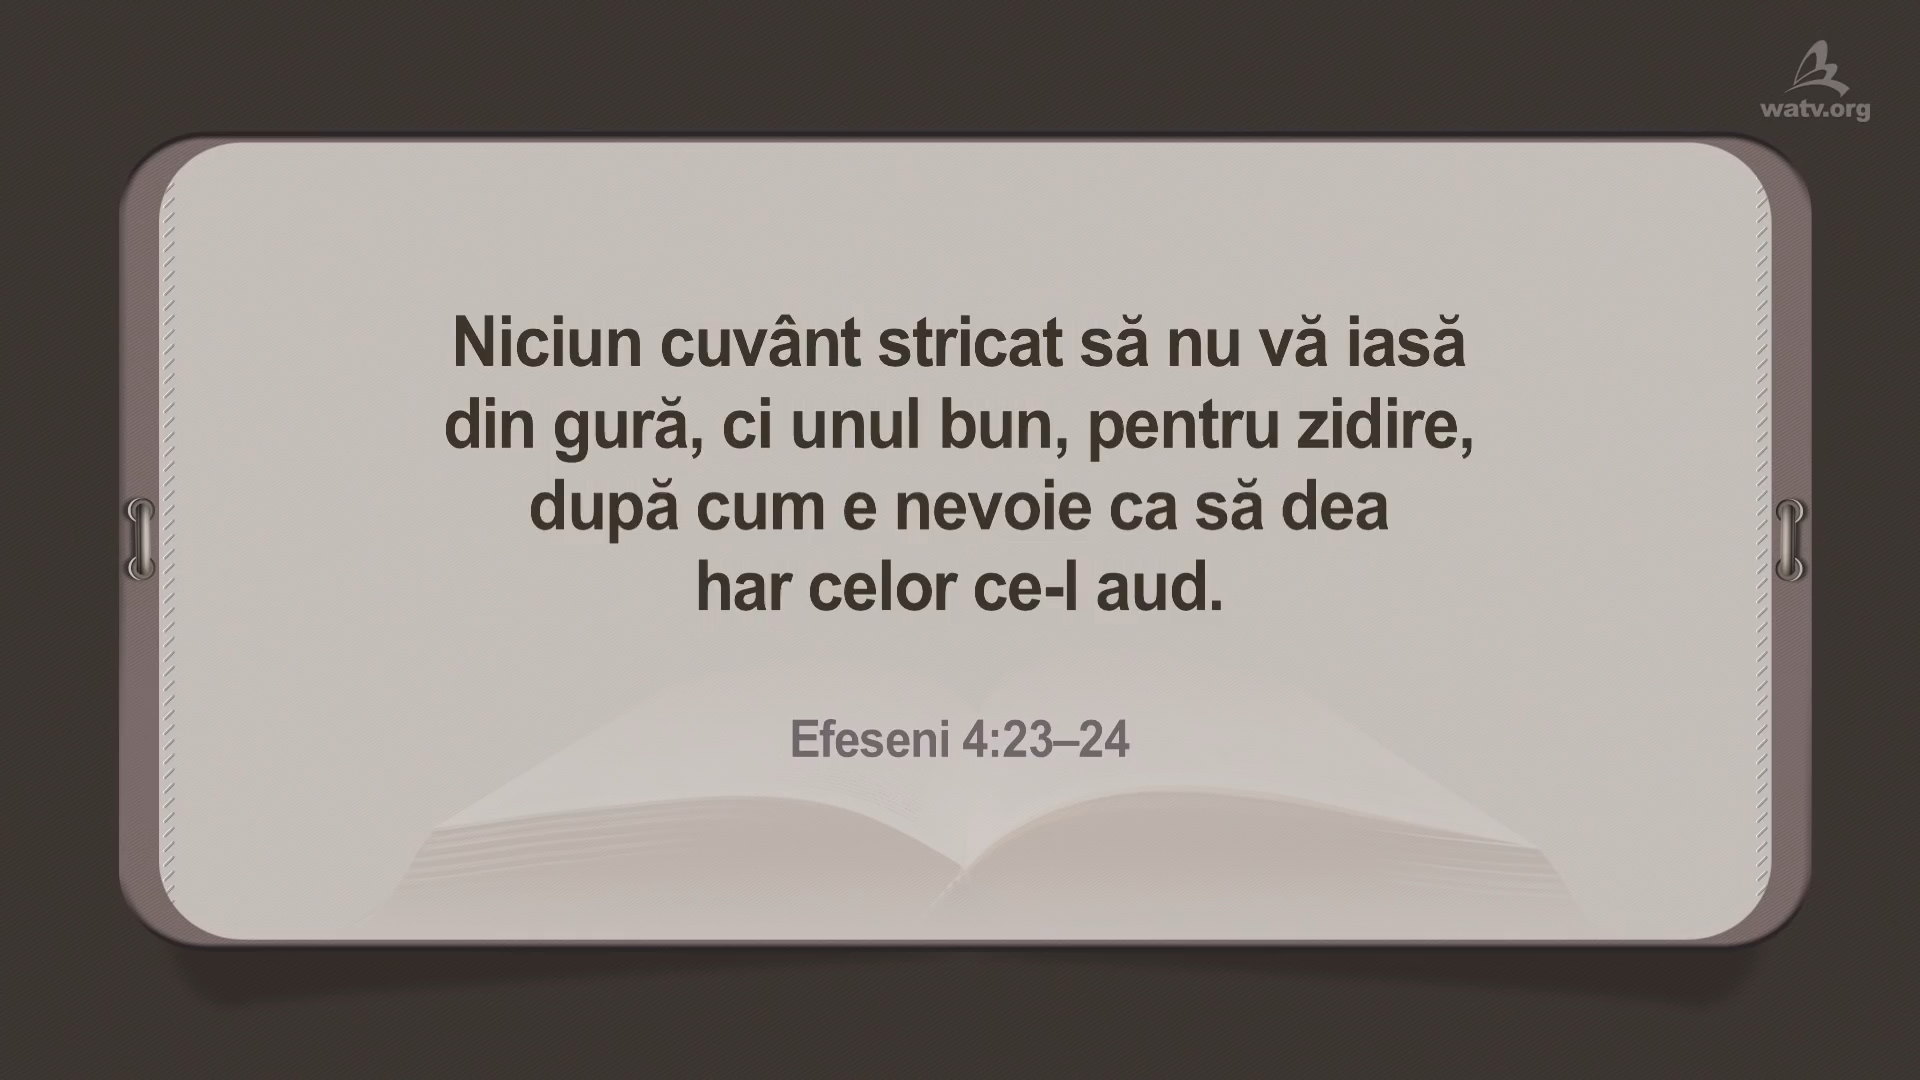 watv.org
Niciun cuvânt stricat să nu vă iasă
din gură, ci unul bun, pentru zidire,
după cum e nevoie ca să dea
har celor ce-l aud.
Efeseni 4:23–24